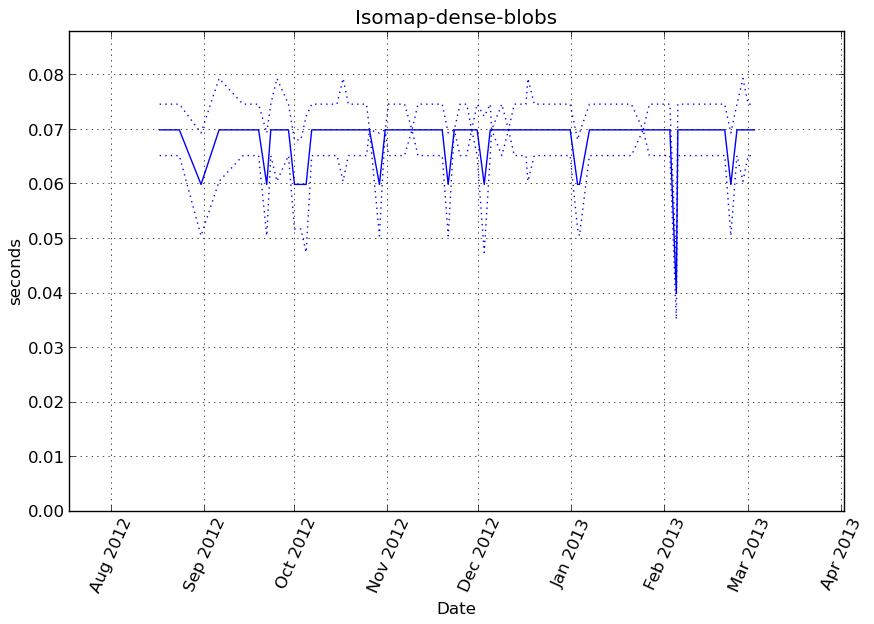 Isomap-dense-blobs
seconds
0.08
0.07
0.06
0.05
0.04
0.03
0.02
0.01
0.00
Aug 2012
Sep 2012
Oct 2012
Nov 2012
Dec 2012
Jan 2013
Feb 2013
Mar 2013
Apr 2013
Date